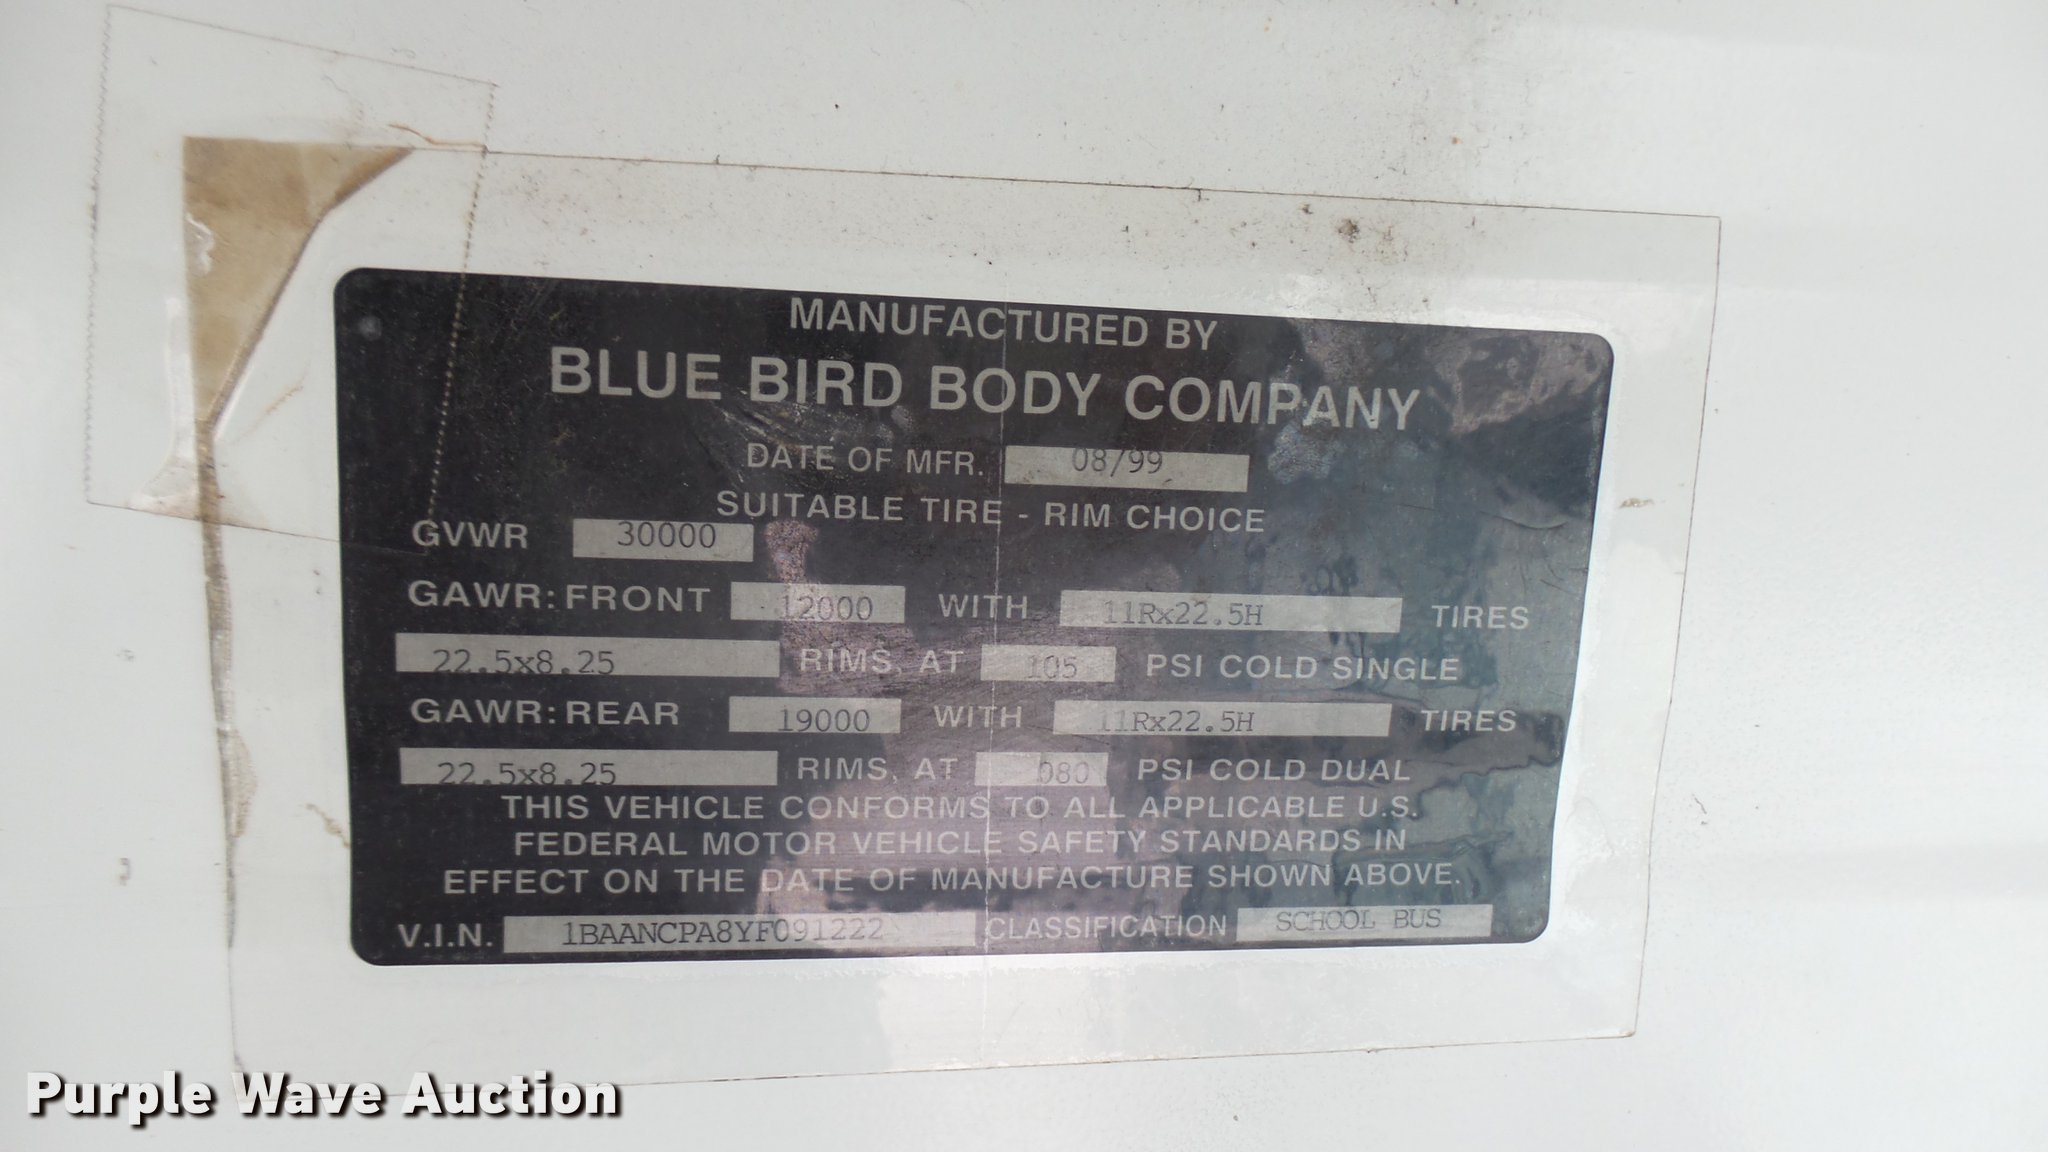 MANUFACTURED BY
BLUE BIRD BODY COMPANY
DATE OF MFR. 08/99
SUITABLE TIRE - RIM CHOICE
GVWR 30000
GAWR: FRONT 12000 WITH 11Rx22.5H TIRES
22.5x8.25 RIMS, AT 105 PSI COLD SINGLE
GAWR: REAR 19000 WITH 11Rx22.5H TIRES
22.5x8.25 RIMS, AT 080 PSI COLD DUAL
THIS VEHICLE CONFORMS TO ALL APPLICABLE U.S.
FEDERAL MOTOR VEHICLE SAFETY STANDARDS IN
EFFECT ON THE DATE OF MANUFACTURE SHOWN ABOVE.
V.I.N. 1BAANCPA8YF091222 CLASSIFICATION SCHOOL BUS
Purple Wave Auction